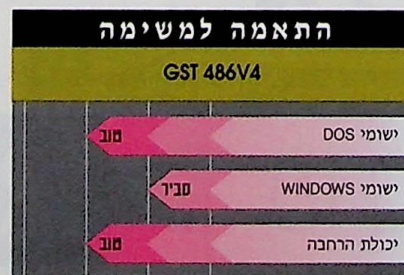 התאמה למשימה
GST 486V4
ישומי DOS טוב
ישומי WINDOWS סביר
יכולת הרחבה טוב